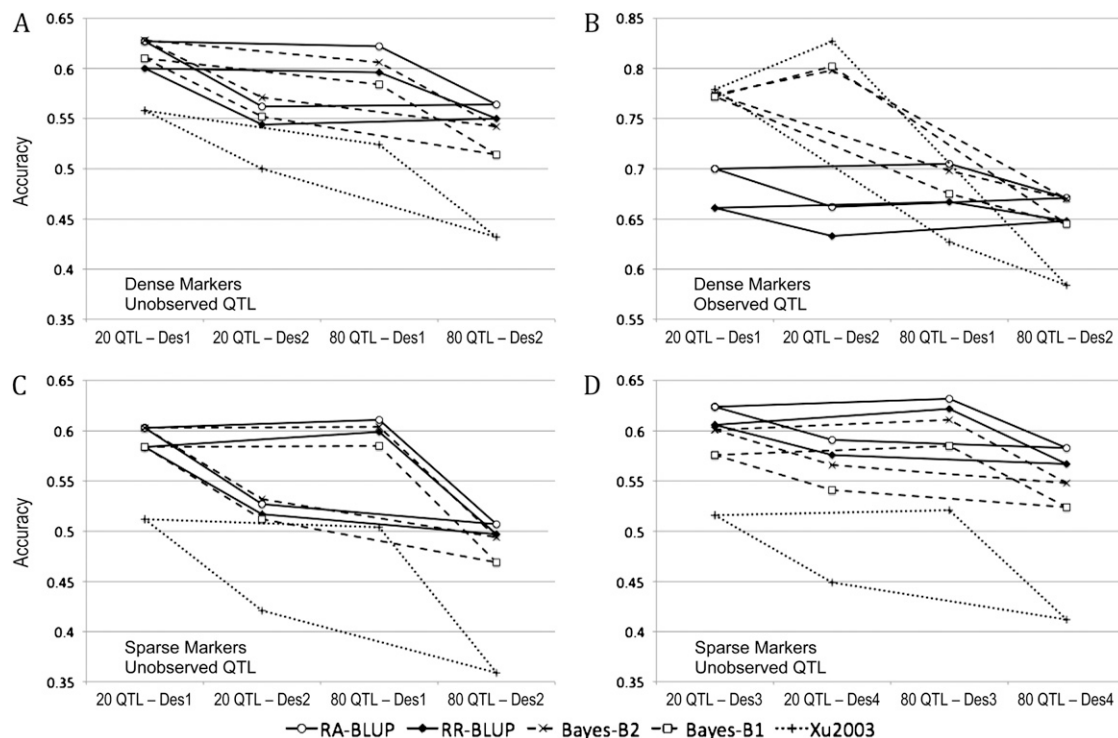 A
0.65
0.6
0.55
0.5
0.45
0.4
0.35
Accuracy
Dense Markers
Unobserved QTL
20 QTL – Des1 20 QTL – Des2 80 QTL – Des1 80 QTL – Des2
B
0.85
0.8
0.75
0.7
0.65
0.6
0.55
Dense Markers
Observed QTL
20 QTL – Des1 20 QTL – Des2 80 QTL – Des1 80 QTL – Des2
C
0.65
0.6
0.55
0.5
0.45
0.4
0.35
Accuracy
Sparse Markers
Unobserved QTL
20 QTL – Des1 20 QTL – Des2 80 QTL – Des1 80 QTL – Des2
D
0.65
0.6
0.55
0.5
0.45
0.4
0.35
Sparse Markers
Unobserved QTL
20 QTL – Des3 20 QTL – Des4 80 QTL – Des3 80 QTL – Des4
RA-BLUP RR-BLUP Bayes-B2 Bayes-B1 Xu2003